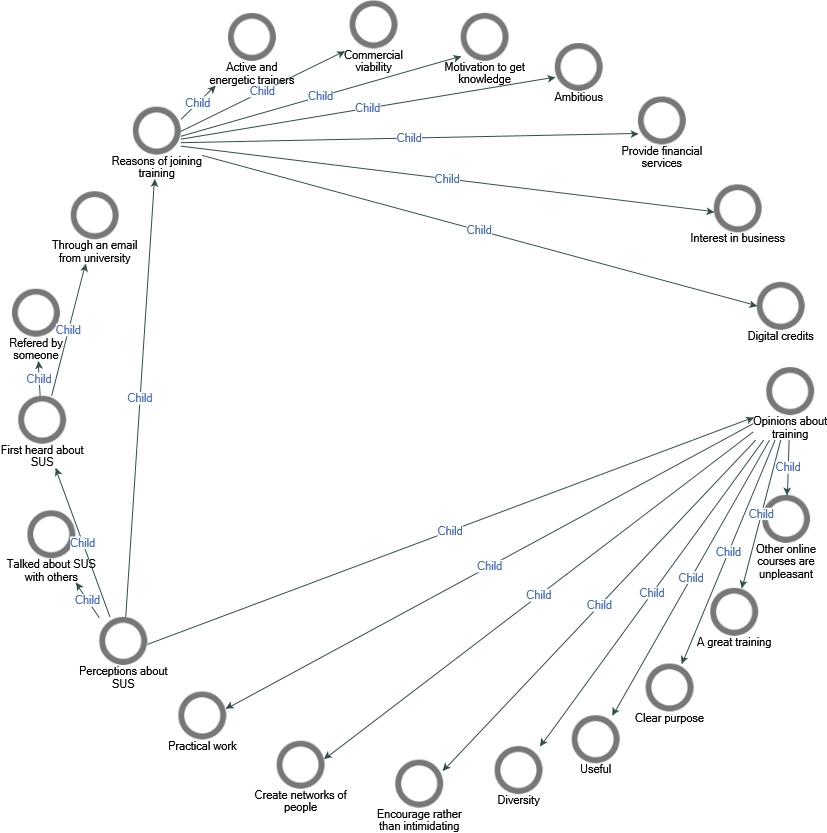 Active and
energetic trainers
Commercial
viability
Motivation to get
knowledge
Ambitious
Child
Child
Child
Child
Reasons of joining
training
Child
Provide financial
services
Child
Interest in business
Through an email
from university
Child
Digital credits
Refered by
someone
Child
Child
Child
First heard about
SUS
Opinions about
training
Child
Talked about SUS
with others
Child
Child
Child
Child
Child
Child
Child
Child
Child
Child
Other online
courses are
unpleasant
A great training
Perceptions about
SUS
Clear purpose
Practical work
Create networks of
people
Encourage rather
than intimidating
Diversity
Useful